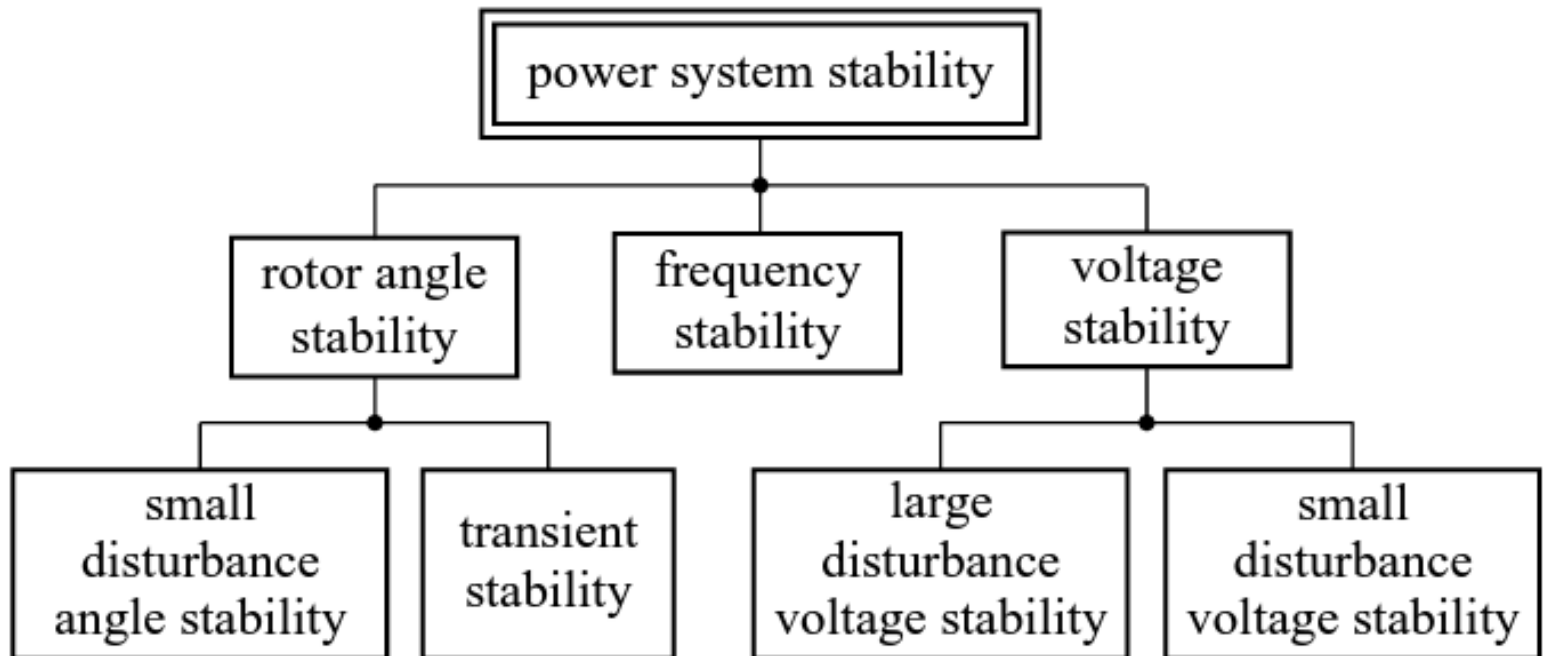 power system stability
rotor angle
stability
frequency
stability
voltage
stability
small
disturbance
angle stability
transient
stability
large
disturbance
voltage stability
small
disturbance
voltage stability